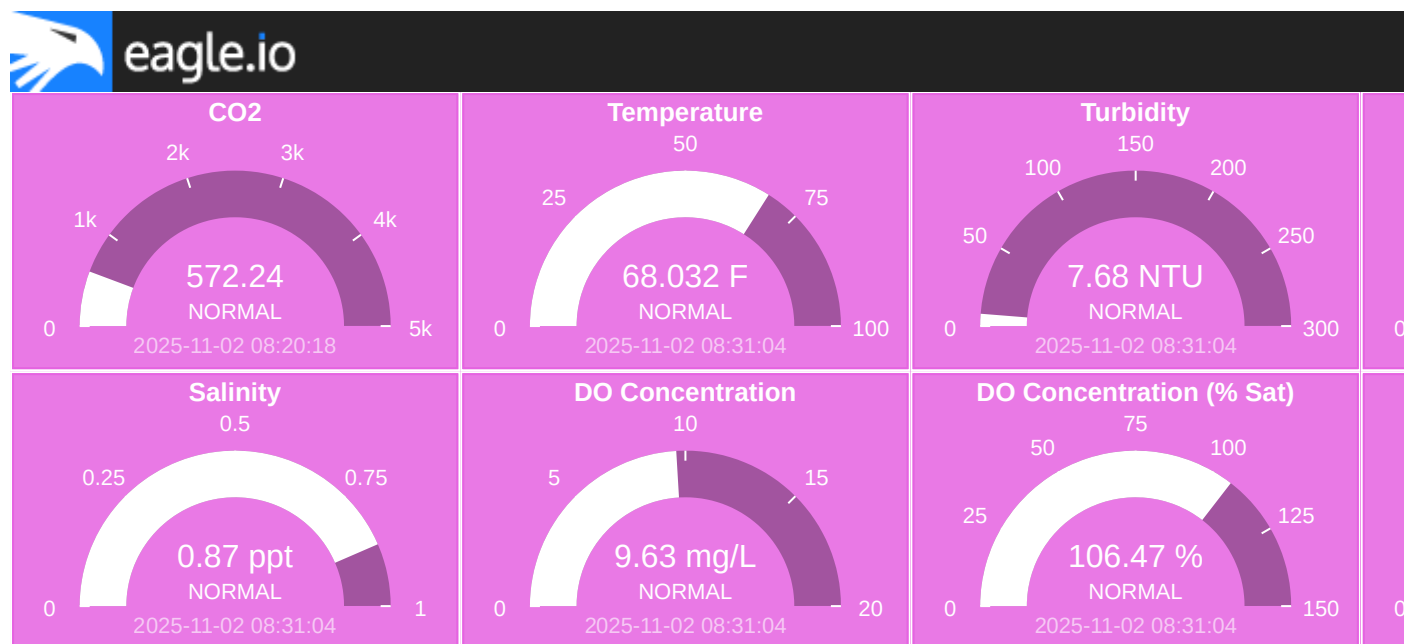 eagle.io
CO2
0
1k
2k
3k
4k
5k
572.24
NORMAL
2025-11-02 08:20:18
Temperature
0
25
50
75
100
68.032 F
NORMAL
2025-11-02 08:31:04
Turbidity
0
50
100
150
200
250
300
7.68 NTU
NORMAL
2025-11-02 08:31:04
0
Salinity
0
0.25
0.5
0.75
1
0.87 ppt
NORMAL
2025-11-02 08:31:04
DO Concentration
0
5
10
15
20
9.63 mg/L
NORMAL
2025-11-02 08:31:04
DO Concentration (% Sat)
0
25
50
75
100
125
150
106.47 %
NORMAL
2025-11-02 08:31:04
0